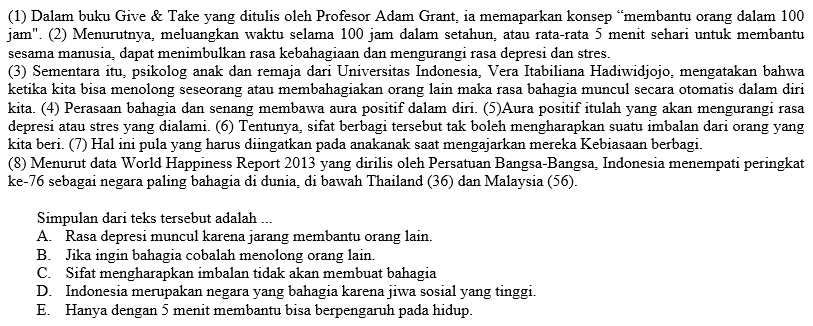 (1) Dalam buku Give & Take yang ditulis oleh Profesor Adam Grant, ia memaparkan konsep “membantu orang dalam 100
jam". (2) Menurutnya, meluangkan waktu selama 100 jam dalam setahun, atau rata-rata 5 menit sehari untuk membantu
sesama manusia, dapat menimbulkan rasa kebahagiaan dan mengurangi rasa depresi dan stres.
(3) Sementara itu, psikolog anak dan remaja dari Universitas Indonesia, Vera Itabiliana Hadiwidjojo, mengatakan bahwa
ketika kita bisa menolong seseorang atau membahagiakan orang lain maka rasa bahagia muncul secara otomatis dalam diri
kita. (4) Perasaan bahagia dan senang membawa aura positif dalam diri. (5)Aura positif itulah yang akan mengurangi rasa
depresi atau stres yang dialami. (6) Tentunya, sifat berbagi tersebut tak boleh mengharapkan suatu imbalan dari orang yang
kita beri. (7) Hal ini pula yang harus diingatkan pada anakanak saat mengajarkan mereka Kebiasaan berbagi.
(8) Menurut data World Happiness Report 2013 yang dirilis oleh Persatuan Bangsa-Bangsa, Indonesia menempati peringkat
ke-76 sebagai negara paling bahagia di dunia, di bawah Thailand (36) dan Malaysia (56).
Simpulan dari teks tersebut adalah ...
A. Rasa depresi muncul karena jarang membantu orang lain.
B. Jika ingin bahagia cobalah menolong orang lain.
C. Sifat mengharapkan imbalan tidak akan membuat bahagia
D. Indonesia merupakan negara yang bahagia karena jiwa sosial yang tinggi.
E. Hanya dengan 5 menit membantu bisa berpengaruh pada hidup.